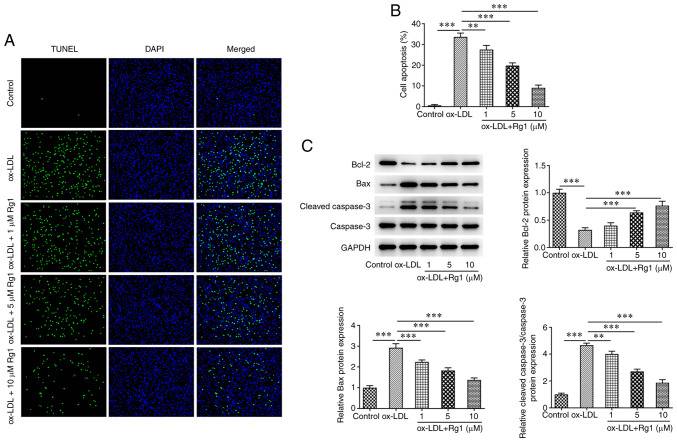 A
TUNEL
DAPI
Merged
Control
ox-LDL
ox-LDL + 1 μM Rg1
ox-LDL + 5 μM Rg1
ox-LDL + 10 μM Rg1
B
Cell apoptosis (%)
40
30
20
10
0
***
**
***
***
Control ox-LDL 1 5 10
ox-LDL+Rg1 (μM)
C
Bcl-2
Bax
Cleaved caspase-3
Caspase-3
GAPDH
Control ox-LDL 1 5 10
ox-LDL+Rg1 (μM)
Relative Bcl-2 protein expression
1.5
1.0
0.5
0.0
***
***
***
Control ox-LDL 1 5 10
ox-LDL+Rg1 (μM)
Relative Bax protein expression
4
3
2
1
0
***
***
***
***
Control ox-LDL 1 5 10
ox-LDL+Rg1 (μM)
Relative cleaved caspase-3/caspase-3
protein expression
6
4
2
0
***
**
***
***
Control ox-LDL 1 5 10
ox-LDL+Rg1 (μM)